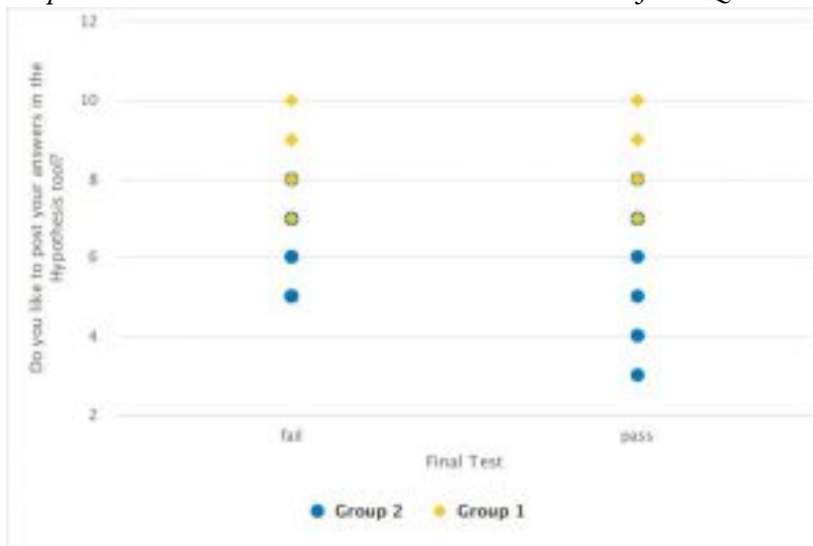 12
10
8
6
4
2
Do you like to post your answers in the
Hypothesis tool?
fail
pass
Final Test
Group 2
Group 1